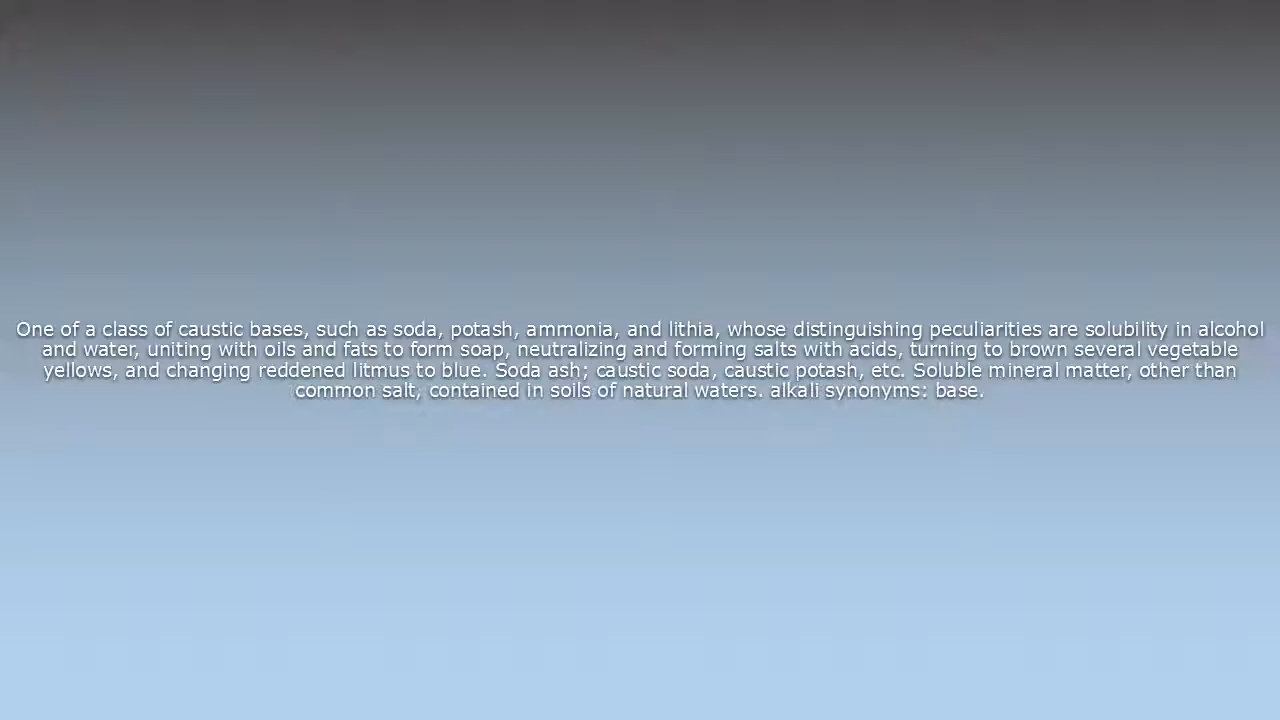 One of a class of caustic bases, such as soda, potash, ammonia, and lithia, whose distinguishing peculiarities are solubility in alcohol
and water, uniting with oils and fats to form soap, neutralizing and forming salts with acids, turning to brown several vegetable
yellows, and changing reddened litmus to blue. Soda ash; caustic soda, caustic potash, etc. Soluble mineral matter, other than
common salt, contained in soils of natural waters. alkali synonyms: base.